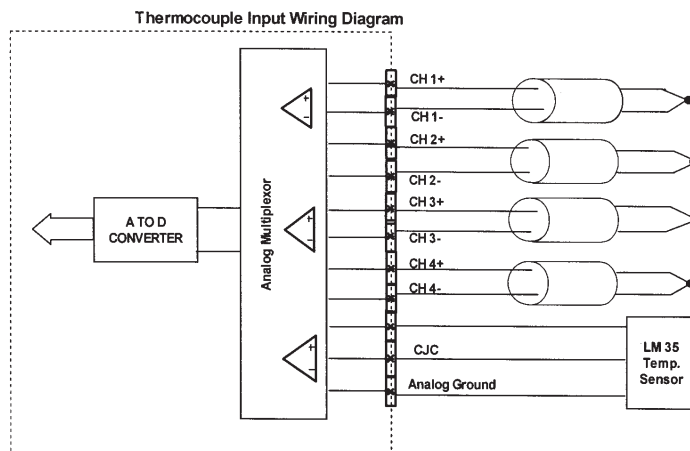 Thermocouple Input Wiring Diagram
CH 1+
CH 1-
CH 2+
CH 2-
CH 3+
CH 3-
CH 4+
CH 4-
CJC
Analog Ground
A TO D
CONVERTER
Analog Multiplexor
LM 35
Temp.
Sensor
+
-
+
-
+
-